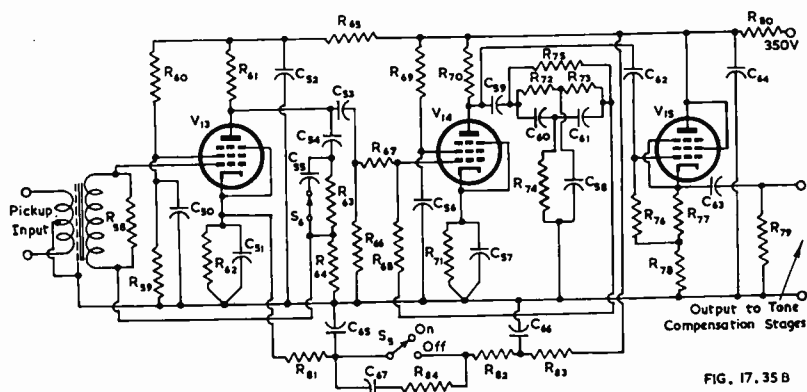 R65
R80
350V
R60
R61
C52
R69
R70
R75
R72
R73
C59
C62
C64
C53
V13
C54
V14
C60
C61
V15
R67
C55
R63
Pickup
Input
R58
C50
S6
C56
R74
C58
C63
R76
R77
R62
C51
R64
R66
R68
R71
C57
R79
R59
R78
C65
C66
Output to Tone
Compensation Stages
S5
On
Off
R81
R82
R83
C67
R84
FIG. 17.35B